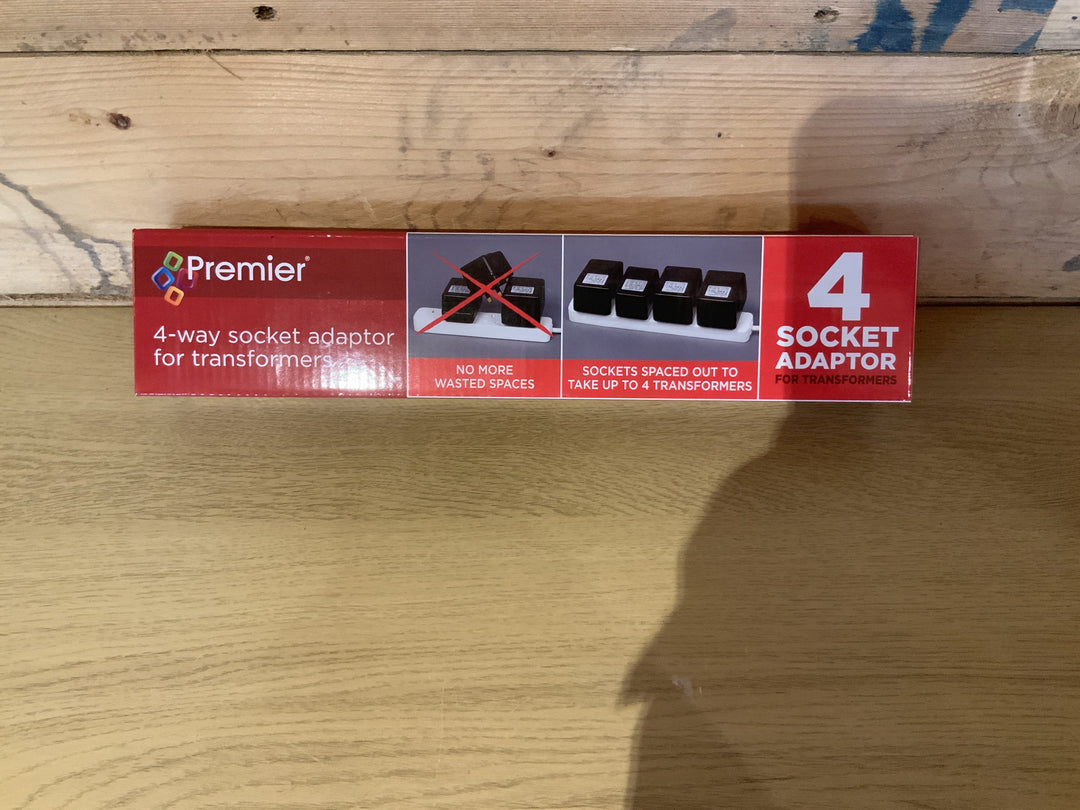 Premier®
4-way socket adaptor
for transformers
NO MORE
WASTED SPACES
SOCKETS SPACED OUT TO
TAKE UP TO 4 TRANSFORMERS
4
SOCKET
ADAPTOR
FOR TRANSFORMERS